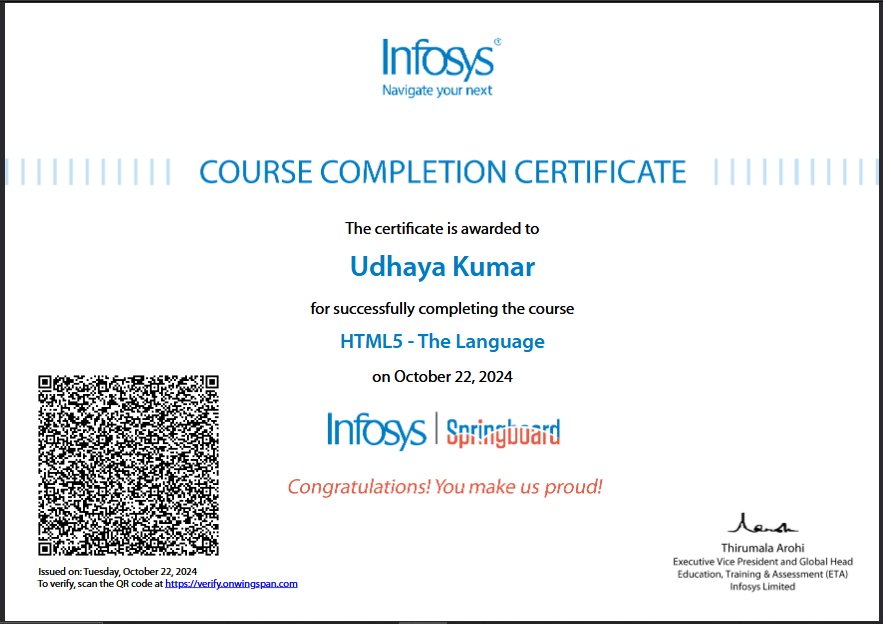 Infosys®
Navigate your next
COURSE COMPLETION CERTIFICATE
The certificate is awarded to
Udhaya Kumar
for successfully completing the course
HTML5 - The Language
on October 22, 2024
Infosys | Springboard
Congratulations! You make us proud!
Issued on: Tuesday, October 22, 2024
To verify, scan the QR code at https://verify.onwingspan.com
Thirumala Arohi
Executive Vice President and Global Head
Education, Training & Assessment (ETA)
Infosys Limited